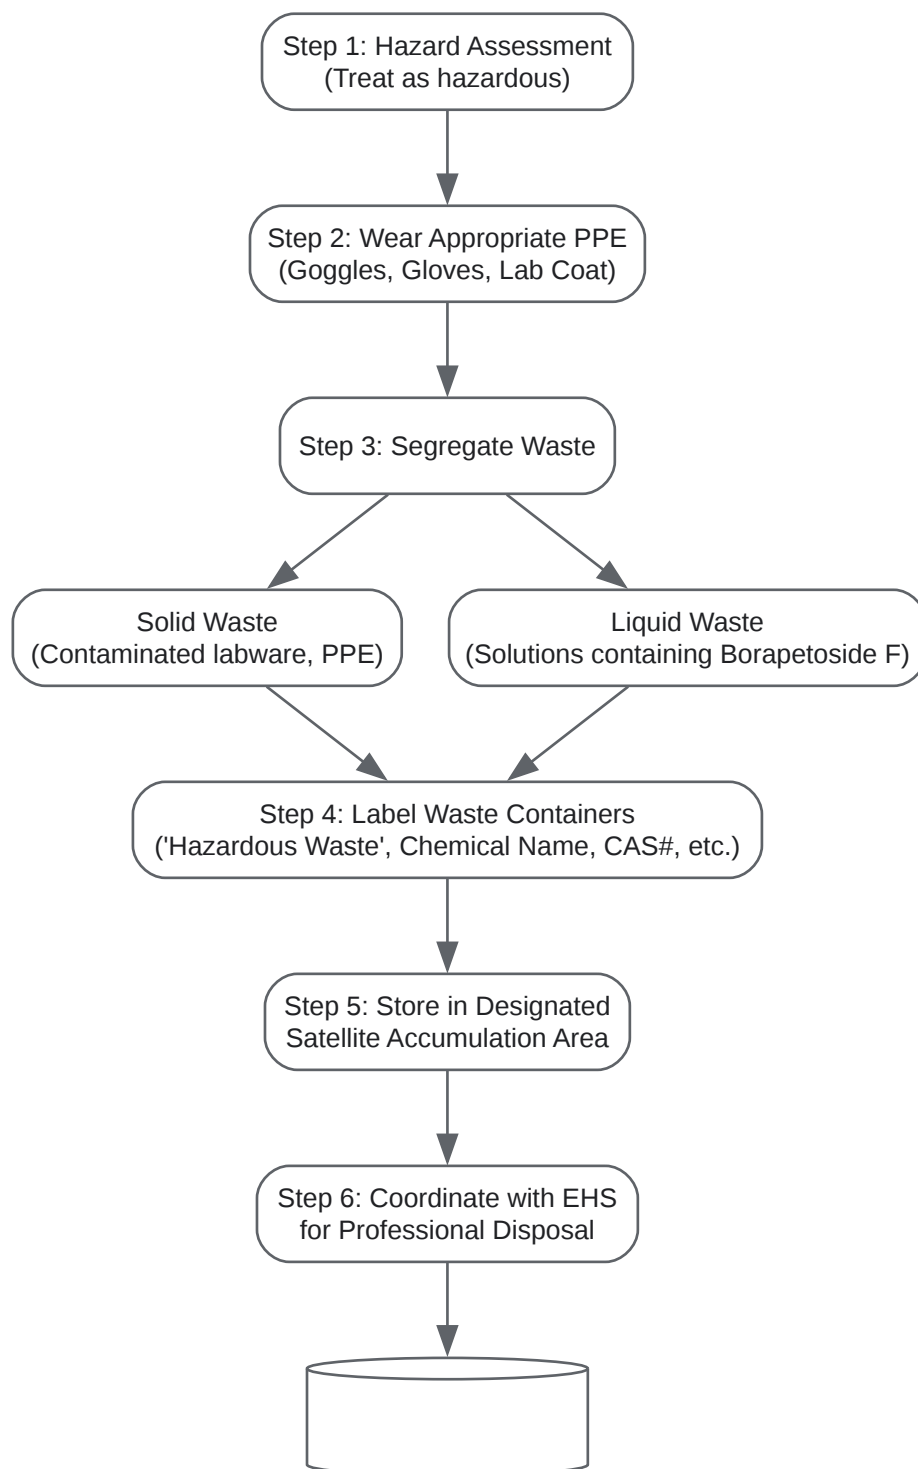 Step 1: Hazard Assessment
(Treat as hazardous)
Step 2: Wear Appropriate PPE
(Goggles, Gloves, Lab Coat)
Step 3: Segregate Waste
Solid Waste
(Contaminated labware, PPE)
Liquid Waste
(Solutions containing Borapetoside F)
Step 4: Label Waste Containers
('Hazardous Waste', Chemical Name, CAS#, etc.)
Step 5: Store in Designated
Satellite Accumulation Area
Step 6: Coordinate with EHS
for Professional Disposal